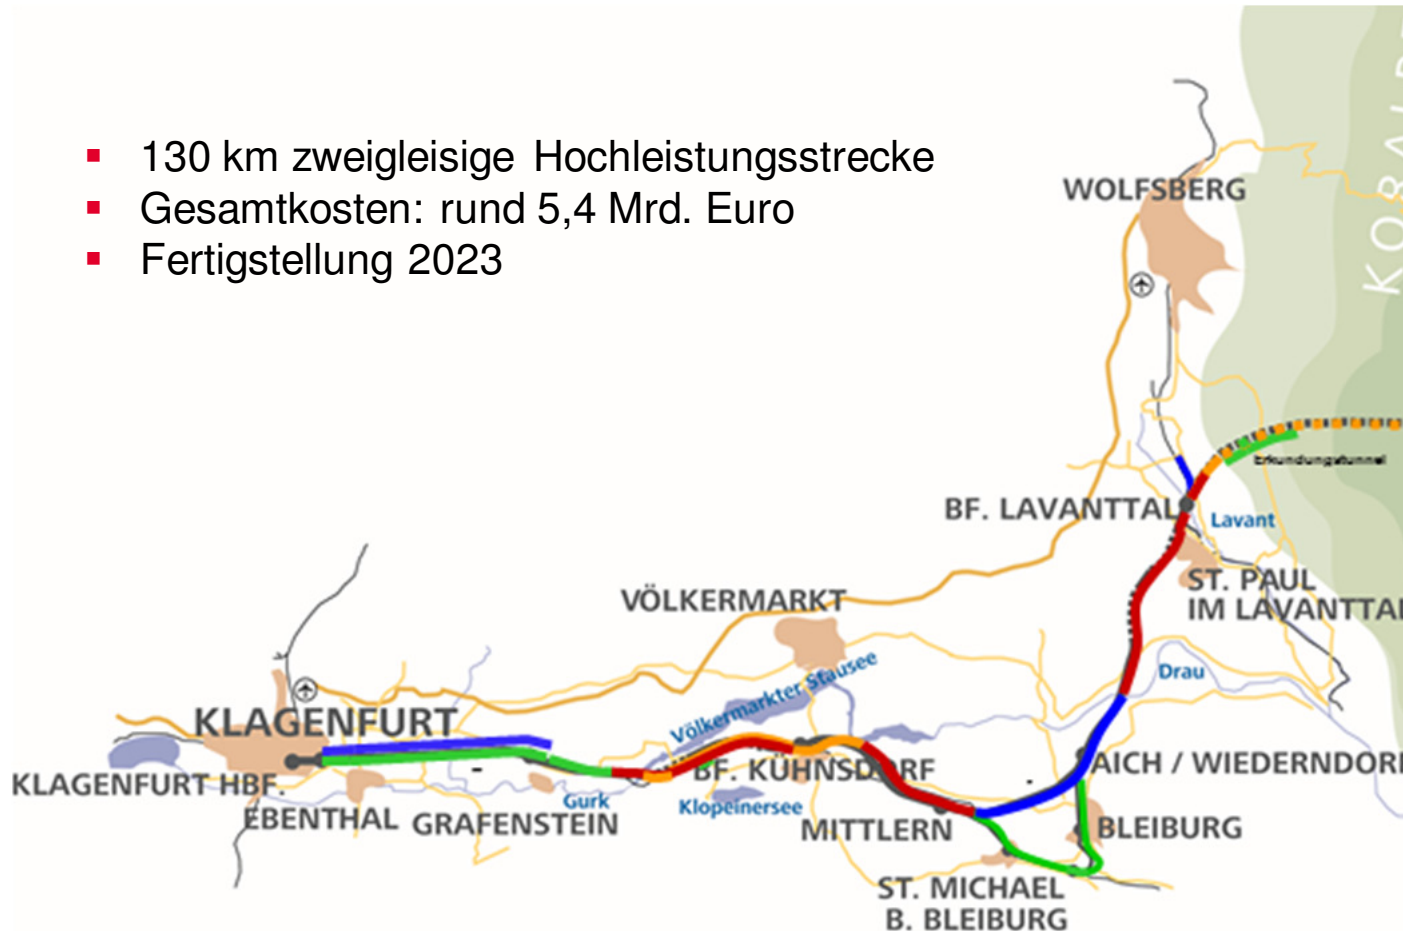 130 km zweigleisige Hochleistungsstrecke
Gesamtkosten: rund 5,4 Mrd. Euro
Fertigstellung 2023
KORALPE
WOLFSBERG
Erkundungstunnel
BF. LAVANTTAL
Lavant
ST. PAUL
IM LAVANTTAL
VÖLKERMARKT
Völkermarkter Stausee
Drau
KLAGENFURT
KLAGENFURT HBF.
BF. KÜHNSDORF
AICH / WIEDERNDORF
EBENTHAL
GRAFENSTEIN
Gurk
Klopeinersee
MITTLERN
BLEIBURG
ST. MICHAEL
B. BLEIBURG